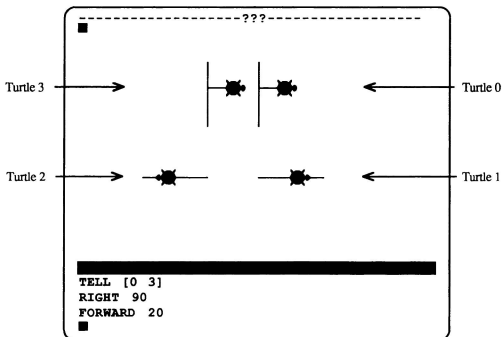 ???
Turtle 3
Turtle 0
Turtle 2
Turtle 1
TELL [0 3]
RIGHT 90
FORWARD 20